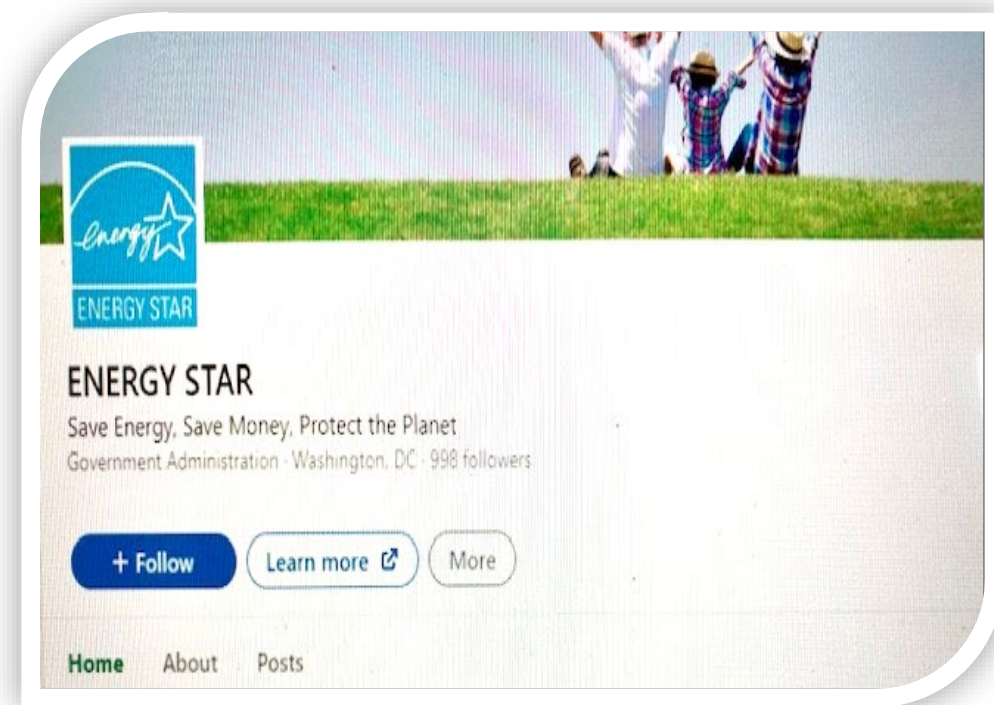 energy
ENERGY STAR
ENERGY STAR
Save Energy, Save Money, Protect the Planet
Government Administration · Washington, DC · 998 followers
+ Follow
Learn more
More
Home
About
Posts